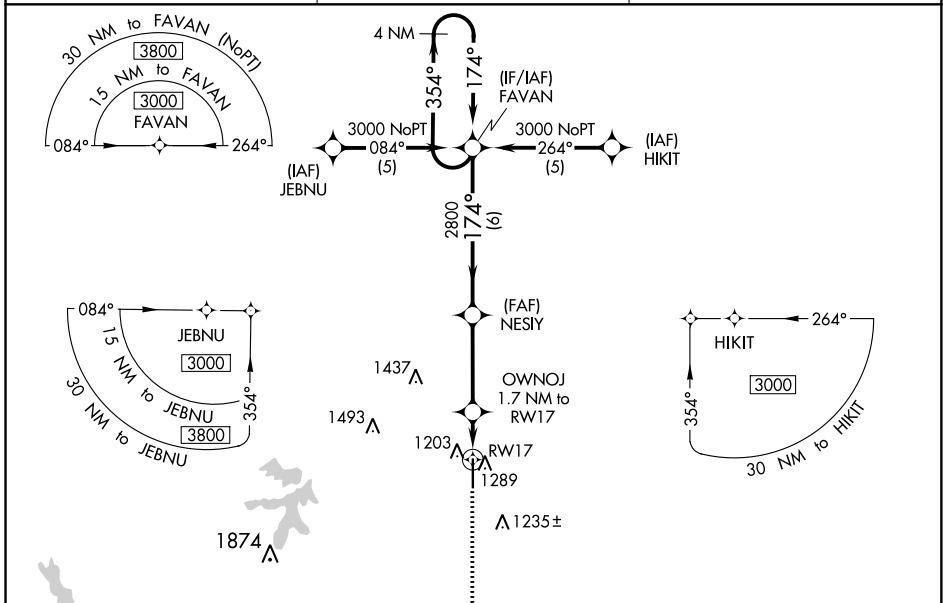 30 NM to FAVAN (NoPT)
3800
15 NM to FAVAN
3000
FAVAN
084°
264°
4 NM
354°
174°
(IF/IAF)
FAVAN
3000 NoPT
084°
(5)
(IAF)
JEBNU
3000 NoPT
264°
(5)
(IAF)
HIKIT
2800
174°
(6)
(FAF)
NESIY
084°
JEBNU
3000
15 NM to JEBNU
3800
30 NM to JEBNU
354°
264°
HIKIT
3000
354°
30 NM to HIKIT
1437
OWNOJ
1.7 NM to
RW17
1493
1203
RW17
1289
1235±
1874